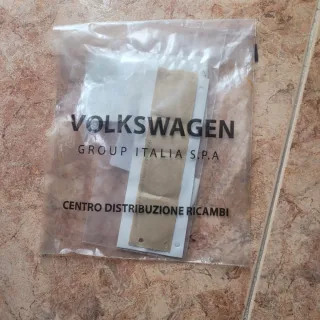 VOLKSWAGEN
GROUP ITALIA S.P.A
CENTRO DISTRIBUZIONE RICAMBI